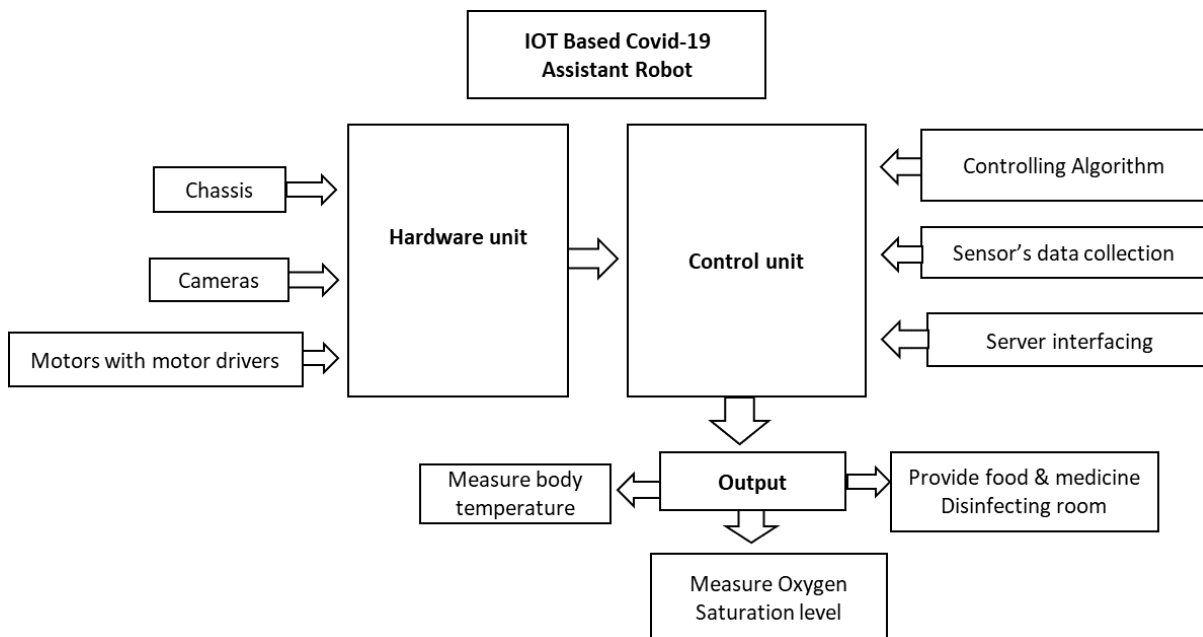 IOT Based Covid-19
Assistant Robot
Chassis
Cameras
Motors with motor drivers
Hardware unit
Control unit
Controlling Algorithm
Sensor’s data collection
Server interfacing
Measure body
temperature
Output
Provide food & medicine
Disinfecting room
Measure Oxygen
Saturation level